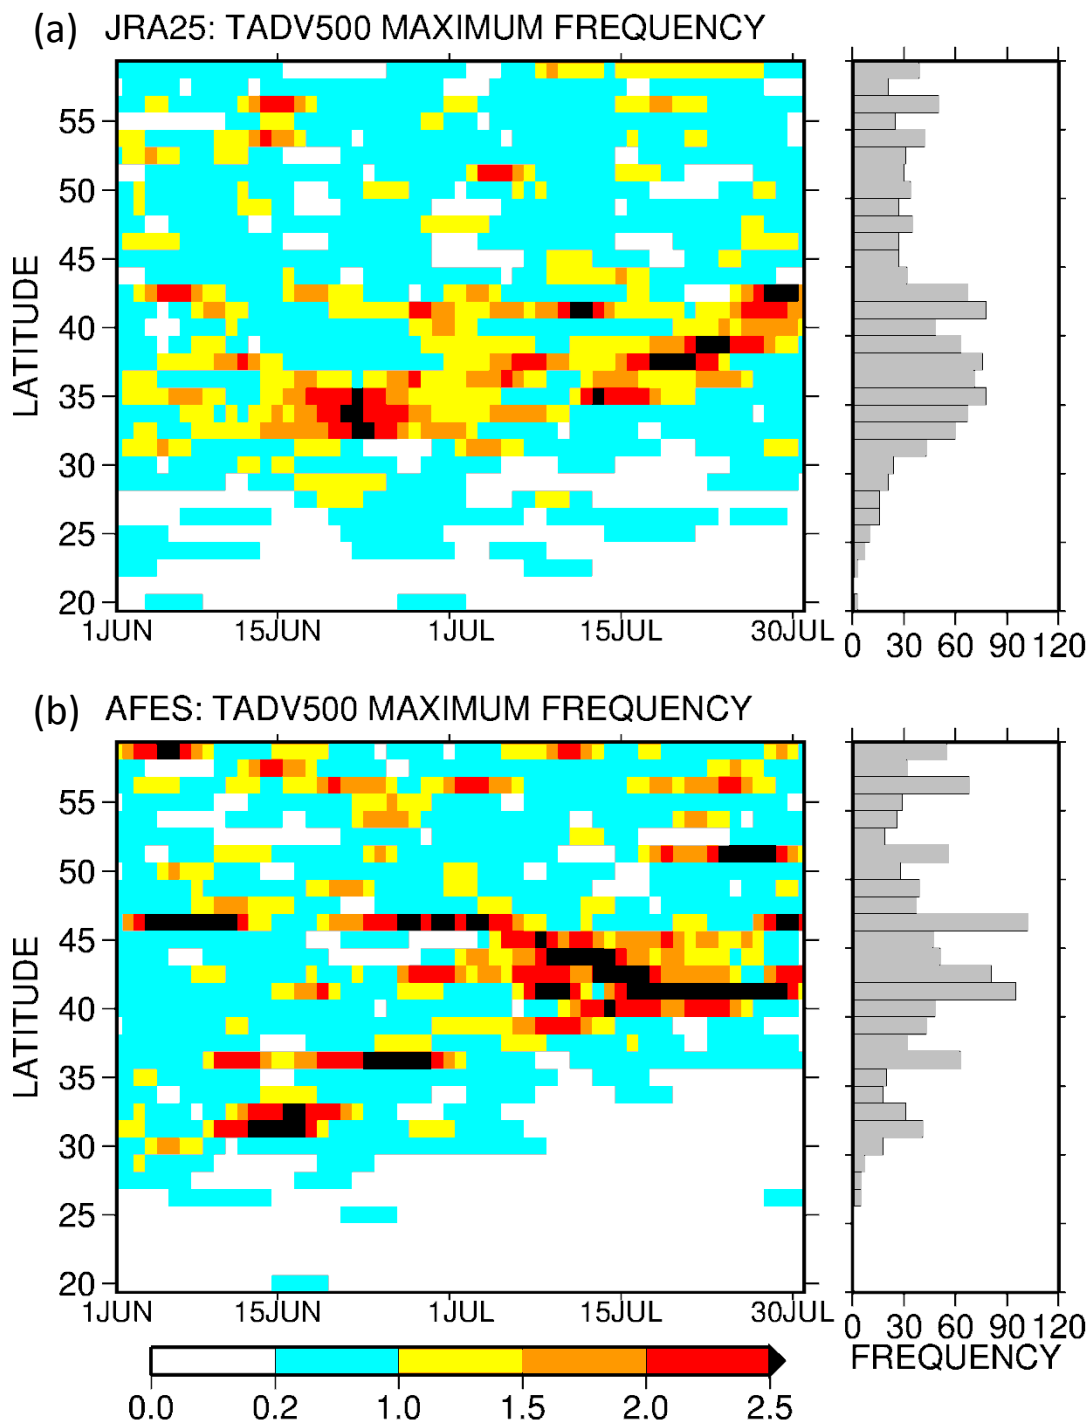 (a) JRA25: TADV500 MAXIMUM FREQUENCY
LATITUDE
55
50
45
40
35
30
25
20
1JUN 15JUN 1JUL 15JUL 30JUL
0 30 60 90 120
(b) AFES: TADV500 MAXIMUM FREQUENCY
LATITUDE
55
50
45
40
35
30
25
20
1JUN 15JUN 1JUL 15JUL 30JUL
0 30 60 90 120
FREQUENCY
0.0 0.2 1.0 1.5 2.0 2.5